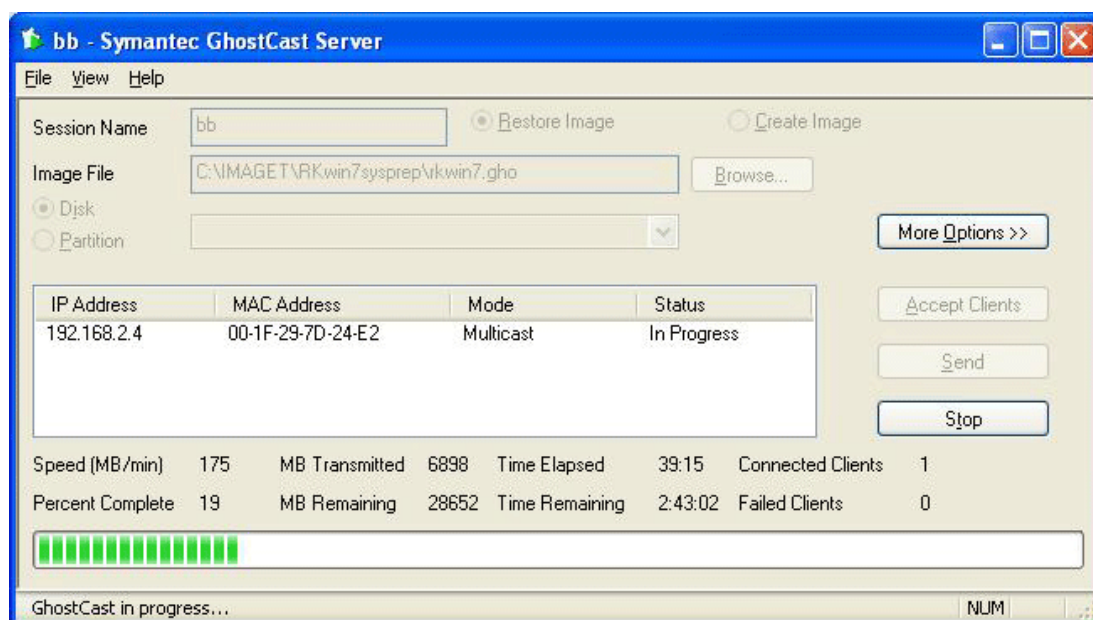 bb - Symantec GhostCast Server
File View Help
Session Name bb Restore Image Create Image
Image File C:\IMAGET\RKwin7sysprep\rkwin7.gho Browse...
Disk
Partition
More Options >>
IP Address MAC Address Mode Status
192.168.2.4 00-1F-29-7D-24-E2 Multicast In Progress
Accept Clients
Send
Stop
Speed (MB/min) 175 MB Transmitted 6898 Time Elapsed 39:15 Connected Clients 1
Percent Complete 19 MB Remaining 28652 Time Remaining 2:43:02 Failed Clients 0
GhostCast in progress... NUM